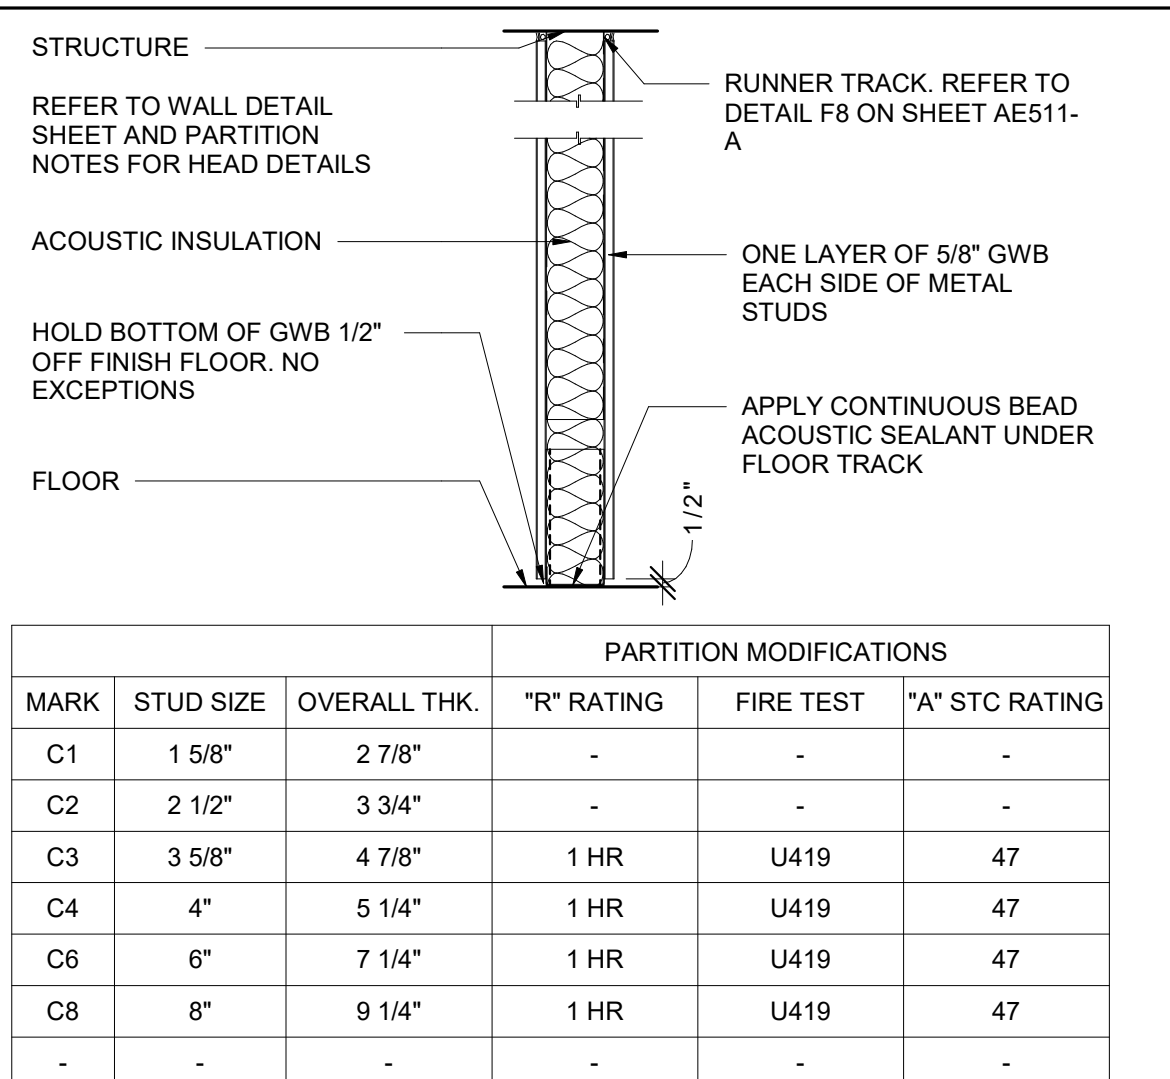 STRUCTURE
REFER TO WALL DETAIL
SHEET AND PARTITION
NOTES FOR HEAD DETAILS
ACOUSTIC INSULATION
HOLD BOTTOM OF GWB 1/2"
OFF FINISH FLOOR. NO
EXCEPTIONS
FLOOR
RUNNER TRACK. REFER TO
DETAIL F8 ON SHEET AE511-
A
ONE LAYER OF 5/8" GWB
EACH SIDE OF METAL
STUDS
APPLY CONTINUOUS BEAD
ACOUSTIC SEALANT UNDER
FLOOR TRACK
1/2"
PARTITION MODIFICATIONS
MARK STUD SIZE OVERALL THK. "R" RATING FIRE TEST "A" STC RATING
C1 1 5/8" 2 7/8" - - -
C2 2 1/2" 3 3/4" - - -
C3 3 5/8" 4 7/8" 1 HR U419 47
C4 4" 5 1/4" 1 HR U419 47
C6 6" 7 1/4" 1 HR U419 47
C8 8" 9 1/4" 1 HR U419 47
- - - - - -